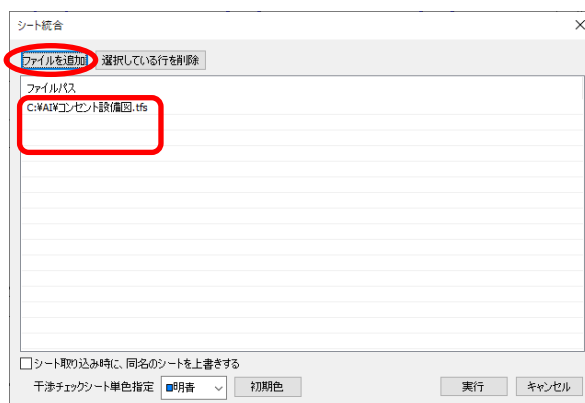 シート統合
ファイルを追加 選択している行を削除
ファイルパス
C:¥AI¥コンセント設備図.tfs
シート取り込み時に、同名のシートを上書きする
干渉チェックシート単色指定 明青 初期色 実行 キャンセル